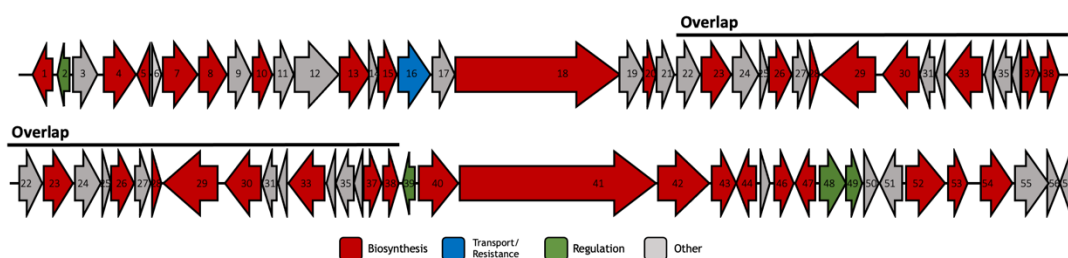 Overlap
1 2 3 4 5 6 7 8 9 10 11 12 13 14 15 16 17 18 19 20 21 22 23 24 25 26 27 29 30 31 33 35 37 38
Overlap
22 23 24 25 26 27 29 30 31 33 35 37 38 39 40 41 42 43 44 46 47 48 49 50 51 52 53 54 55 56
Biosynthesis
Transport/
Resistance
Regulation
Other